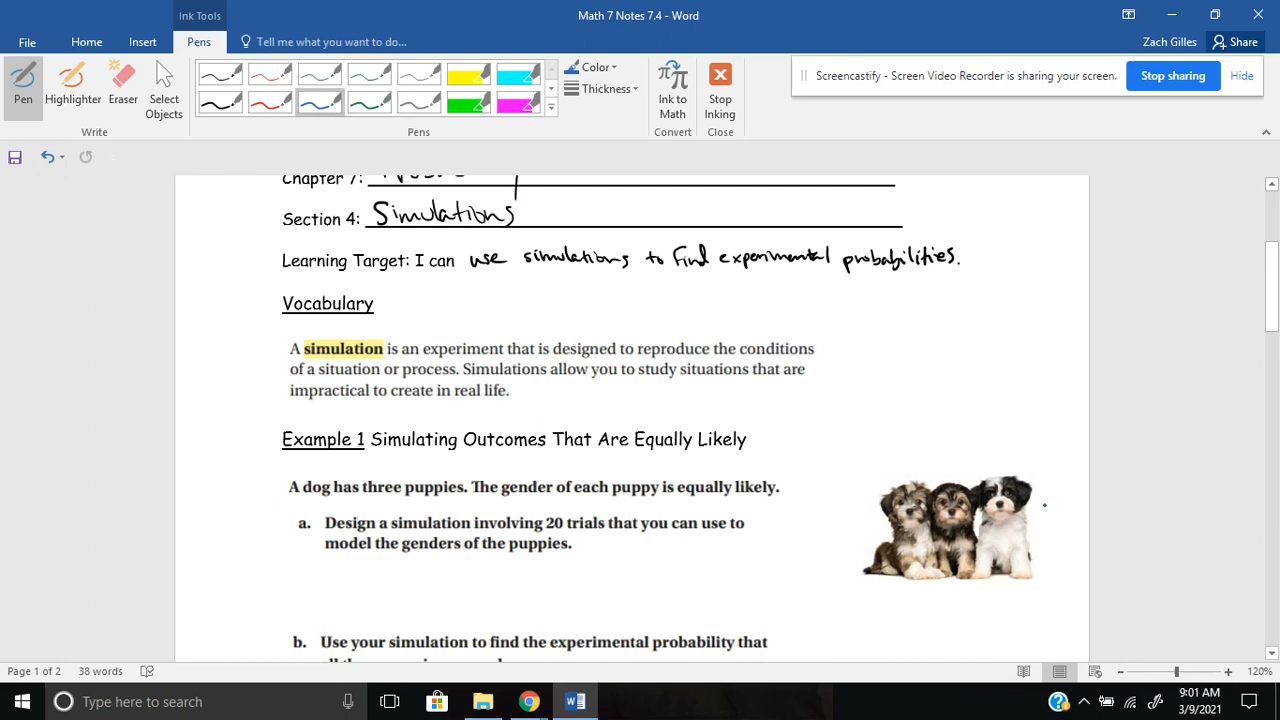 Ink Tools
Math 7 Notes 7.4 - Word
File
Home
Insert
Pens
Tell me what you want to do...
Zach Gilles
Share
Pen
Highlighter
Eraser
Select Objects
Write
Pens
Color
Thickness
Ink to Math
Convert
Stop Inking
Close
Screencastify - Screen Video Recorder is sharing your screen.
Stop sharing
Hide
Chapter 7:
Section 4: Simulations
Learning Target: I can use simulations to find experimental probabilities.
Vocabulary
A simulation is an experiment that is designed to reproduce the conditions
of a situation or process. Simulations allow you to study situations that are
impractical to create in real life.
Example 1 Simulating Outcomes That Are Equally Likely
A dog has three puppies. The gender of each puppy is equally likely.
a. Design a simulation involving 20 trials that you can use to
model the genders of the puppies.
b. Use your simulation to find the experimental probability that
Page 1 of 2
38 words
120%
Type here to search
9:01 AM
3/9/2021